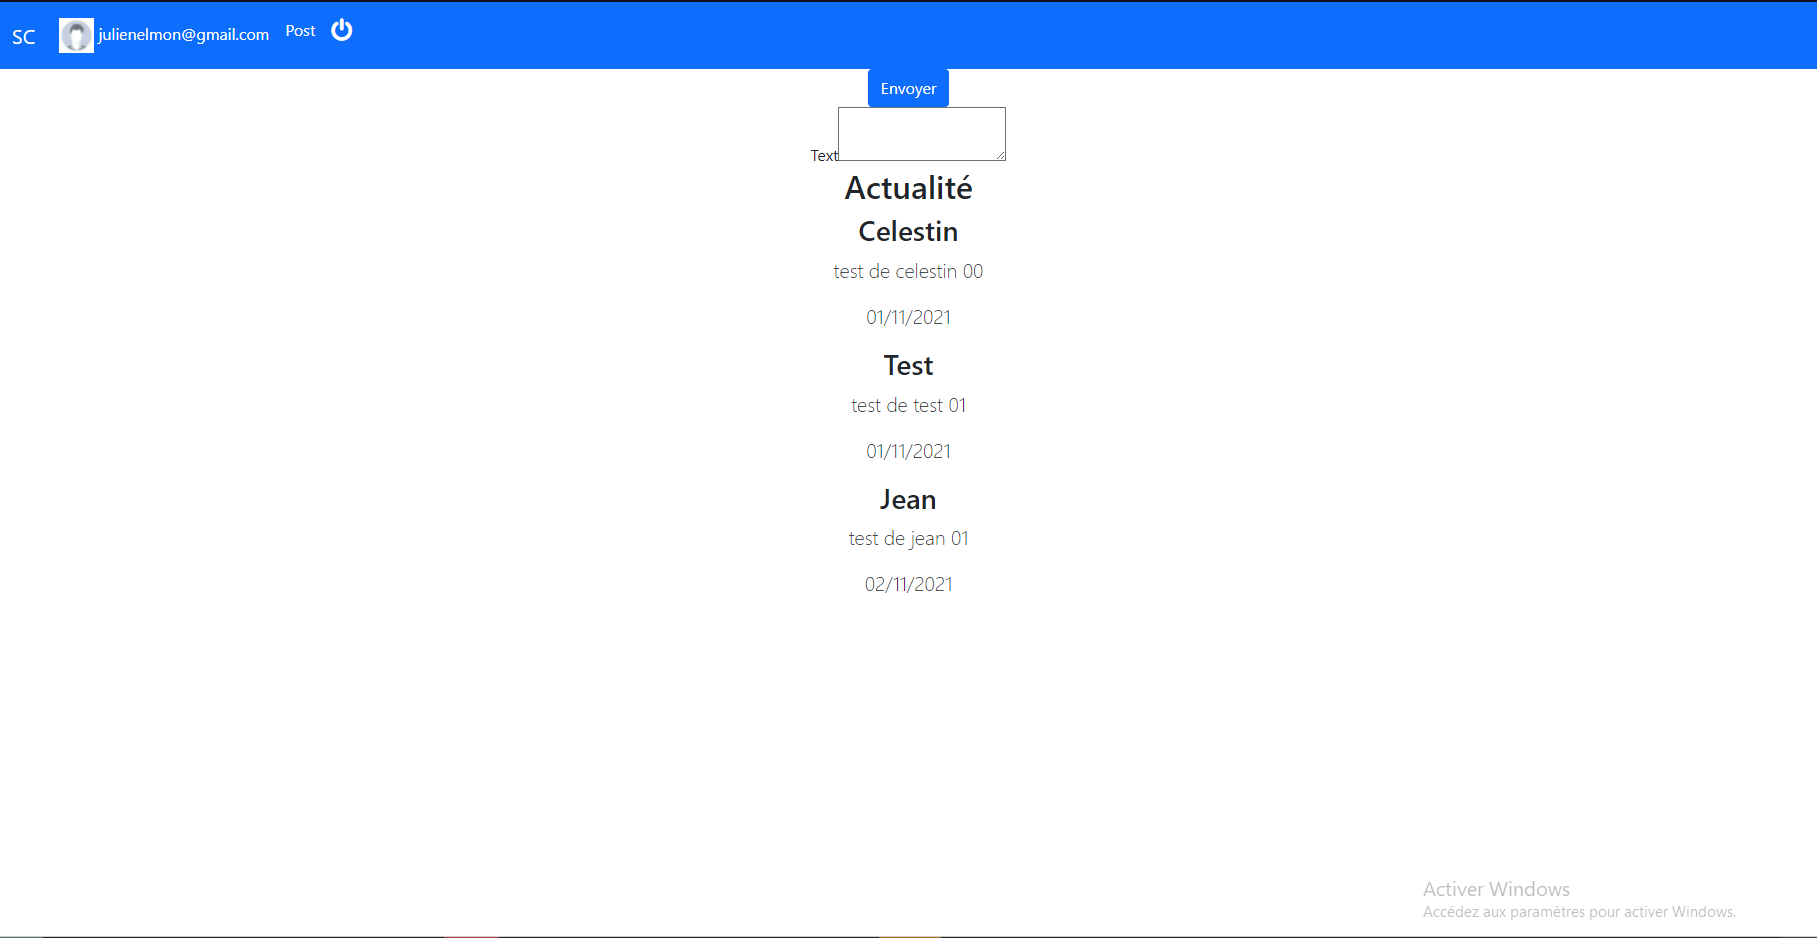 SC julienelmon@gmail.com Post
Envoyer
Text
Actualité
Celestin
test de celestin 00
01/11/2021
Test
test de test 01
01/11/2021
Jean
test de jean 01
02/11/2021
Activer Windows
Accédez aux paramètres pour activer Windows.